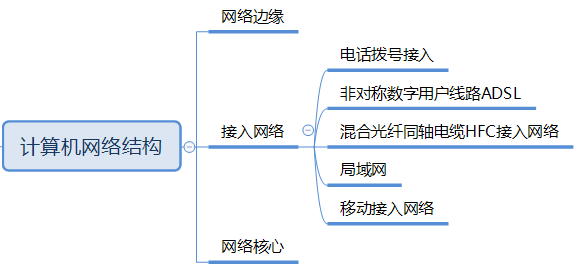 计算机网络结构
网络边缘
接入网络
电话拨号接入
非对称数字用户线路ADSL
混合光纤同轴电缆HFC接入网络
局域网
移动接入网络
网络核心